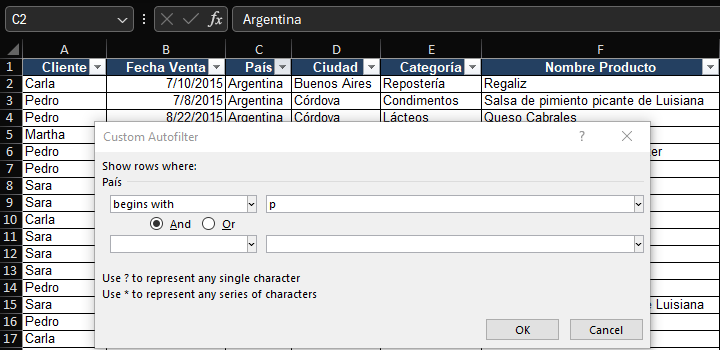 C2 fx Argentina
A B C D E F
1 Cliente Fecha Venta País Ciudad Categoría Nombre Producto
2 Carla 7/10/2015 Argentina Buenos Aires Repostería Regaliz
3 Pedro 7/8/2015 Argentina Córdova Condimentos Salsa de pimiento picante de Luisiana
4 Pedro 8/22/2015 Argentina Córdova Lácteos Queso Cabrales
5 Martha
Custom Autofilter ? ×
6 Pedro er
Show rows where:
7 Pedro
País
8 Sara
9 Sara
begins with p
10 Carla
And Or
11 Sara
12 Sara
13 Sara
Use ? to represent any single character
14 Pedro
Use * to represent any series of characters
15 Sara e Luisiana
16 Pedro
OK Cancel
17 Carla